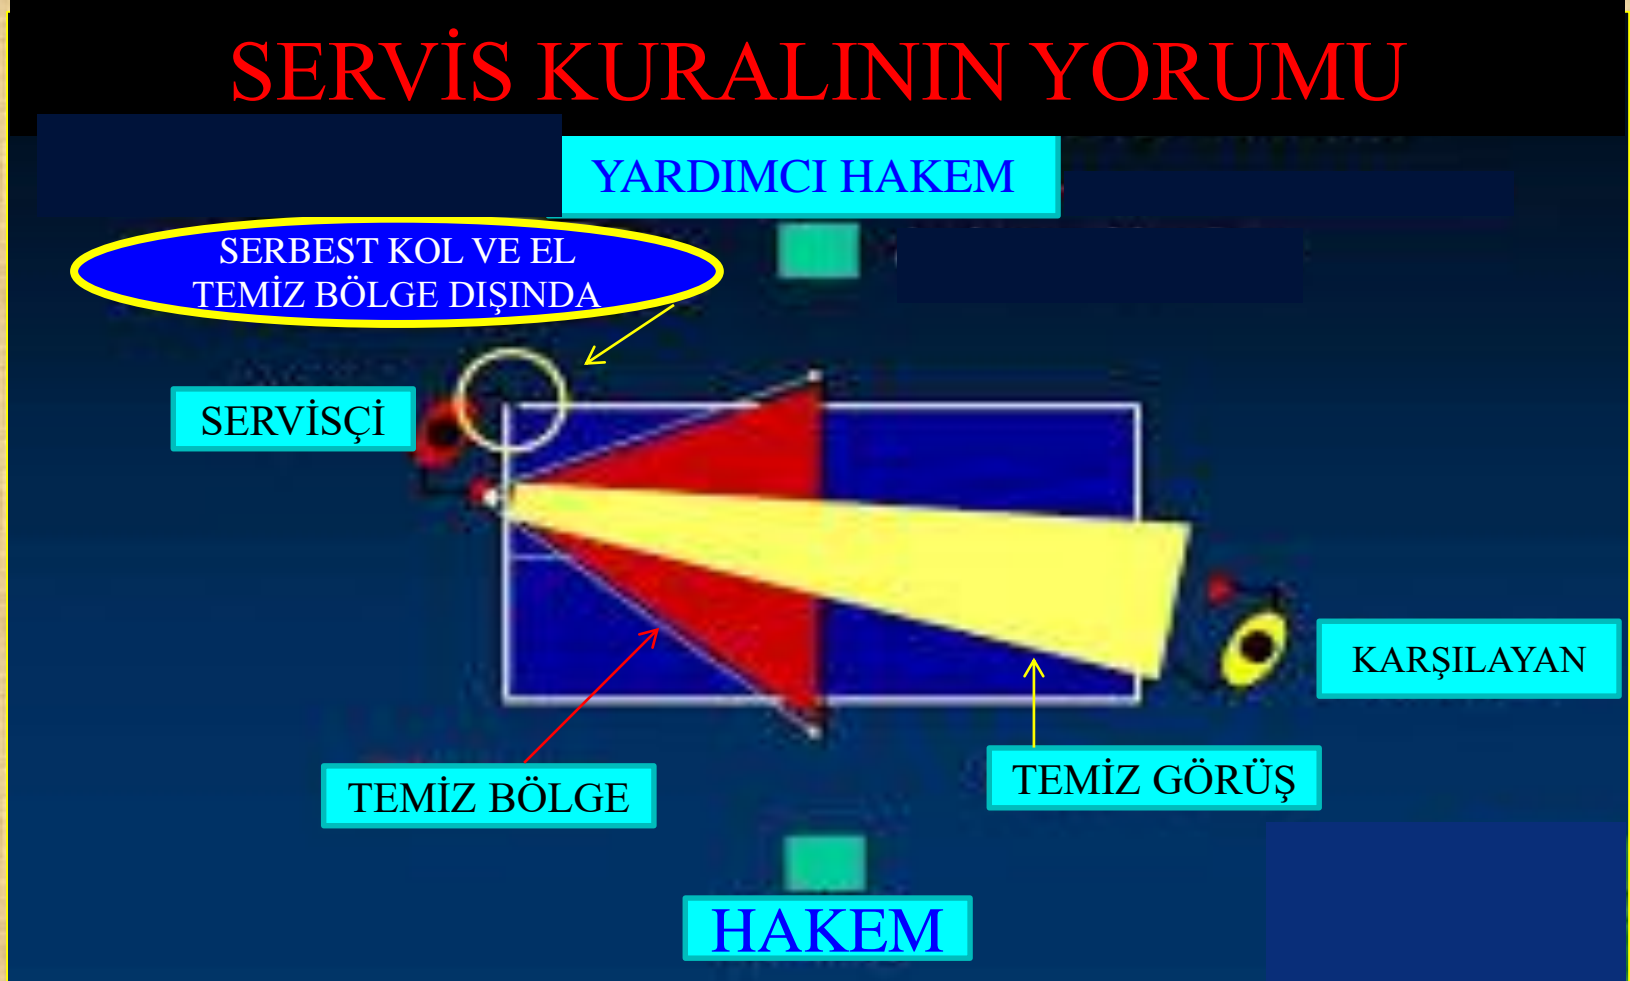 SERVİS KURALININ YORUMU
YARDIMCI HAKEM
SERBEST KOL VE EL
TEMİZ BÖLGE DIŞINDA
SERVİSÇİ
KARŞILAYAN
TEMİZ BÖLGE
TEMİZ GÖRÜŞ
HAKEM